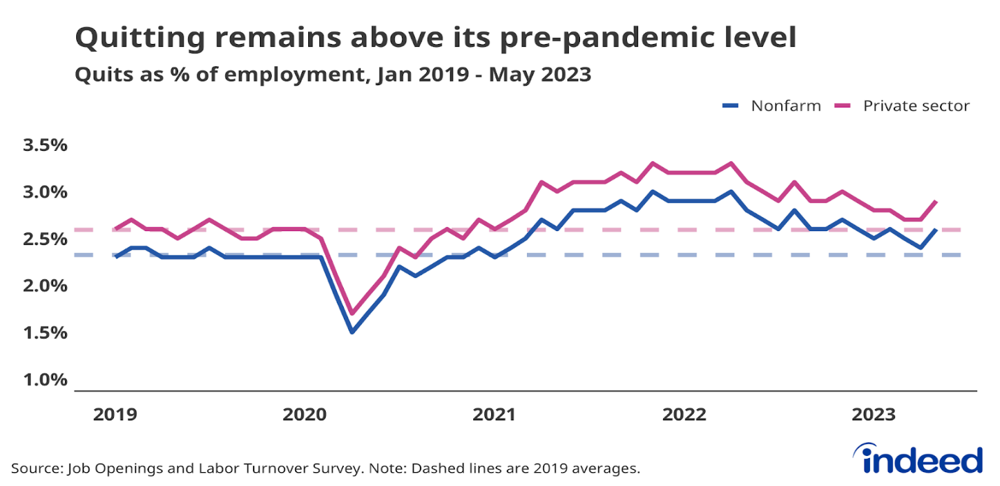 Quitting remains above its pre-pandemic level
Quits as % of employment, Jan 2019 - May 2023
Nonfarm Private sector
3.5%
3.0%
2.5%
2.0%
1.5%
1.0%
2019 2020 2021 2022 2023
Source: Job Openings and Labor Turnover Survey. Note: Dashed lines are 2019 averages.
indeed